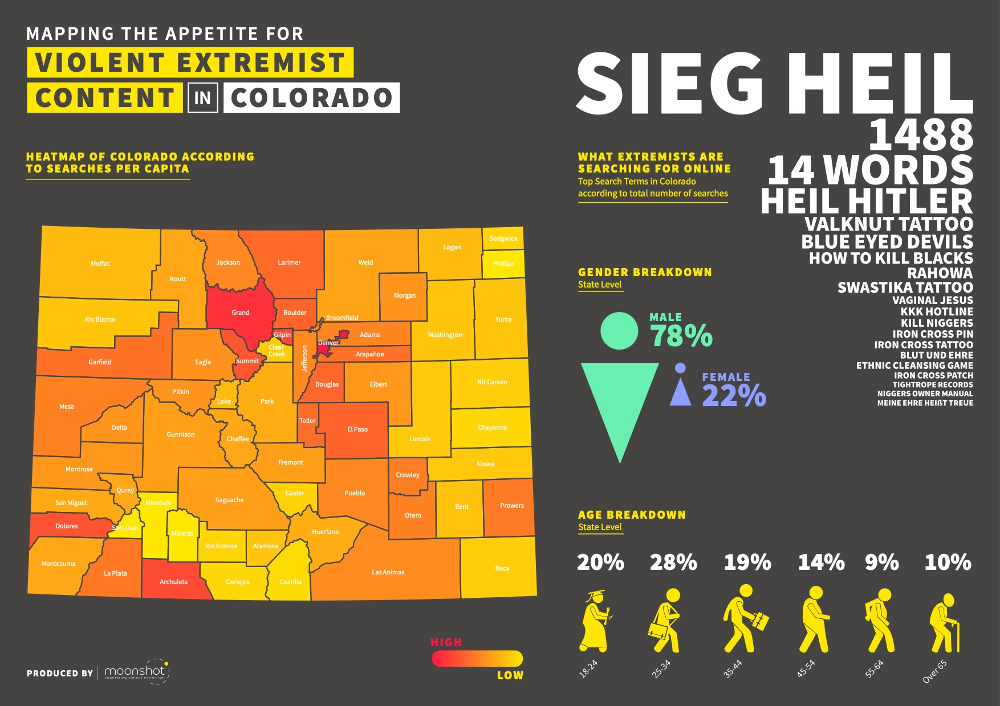 MAPPING THE APPETITE FOR
VIOLENT EXTREMIST
CONTENT IN COLORADO
HEATMAP OF COLORADO ACCORDING
TO SEARCHES PER CAPITA
Moffat
Routt
Jackson
Larimer
Weld
Logan
Sedgwick
Phillips
Morgan
Rio Blanco
Grand
Boulder
Broomfield
Yuma
Washington
Gilpin
Adams
Denver
Clear
Creek
Jefferson
Arapahoe
Garfield
Eagle
Summit
Douglas
Elbert
Kit Carson
Mesa
Pitkin
Lake
Park
Delta
Gunnison
Chaffee
Teller
El Paso
Lincoln
Cheyenne
Montrose
Fremont
Kiowa
Crowley
Quray
San Miguel
Hinsdale
Saguache
Custer
Pueblo
Otero
Bent
Prowers
Dolores
San Juan
Mineral
Huerfano
Rio Grande
Alamosa
Montezuma
La Plata
Archuleta
Conejos
Costilla
Las Animas
Baca
HIGH
LOW
PRODUCED BY
moonshot
countering violent extremism
SIEG HEIL
1488
14 WORDS
HEIL HITLER
VALKNUT TATTOO
BLUE EYED DEVILS
HOW TO KILL BLACKS
RAHOWA
SWASTIKA TATTOO
VAGINAL JESUS
KKK HOTLINE
KILL NIGGERS
IRON CROSS PIN
IRON CROSS TATTOO
BLUT UND EHRE
ETHNIC CLEANSING GAME
IRON CROSS PATCH
TIGHTROPE RECORDS
NIGGERS OWNER MANUAL
MEINE EHRE HEIßT TREUE
WHAT EXTREMISTS ARE
SEARCHING FOR ONLINE
Top Search Terms in Colorado
according to total number of searches
GENDER BREAKDOWN
State Level
MALE
78%
FEMALE
22%
AGE BREAKDOWN
State Level
20% 28% 19% 14% 9% 10%
18-24 25-34 35-44 45-54 55-64 Over 65